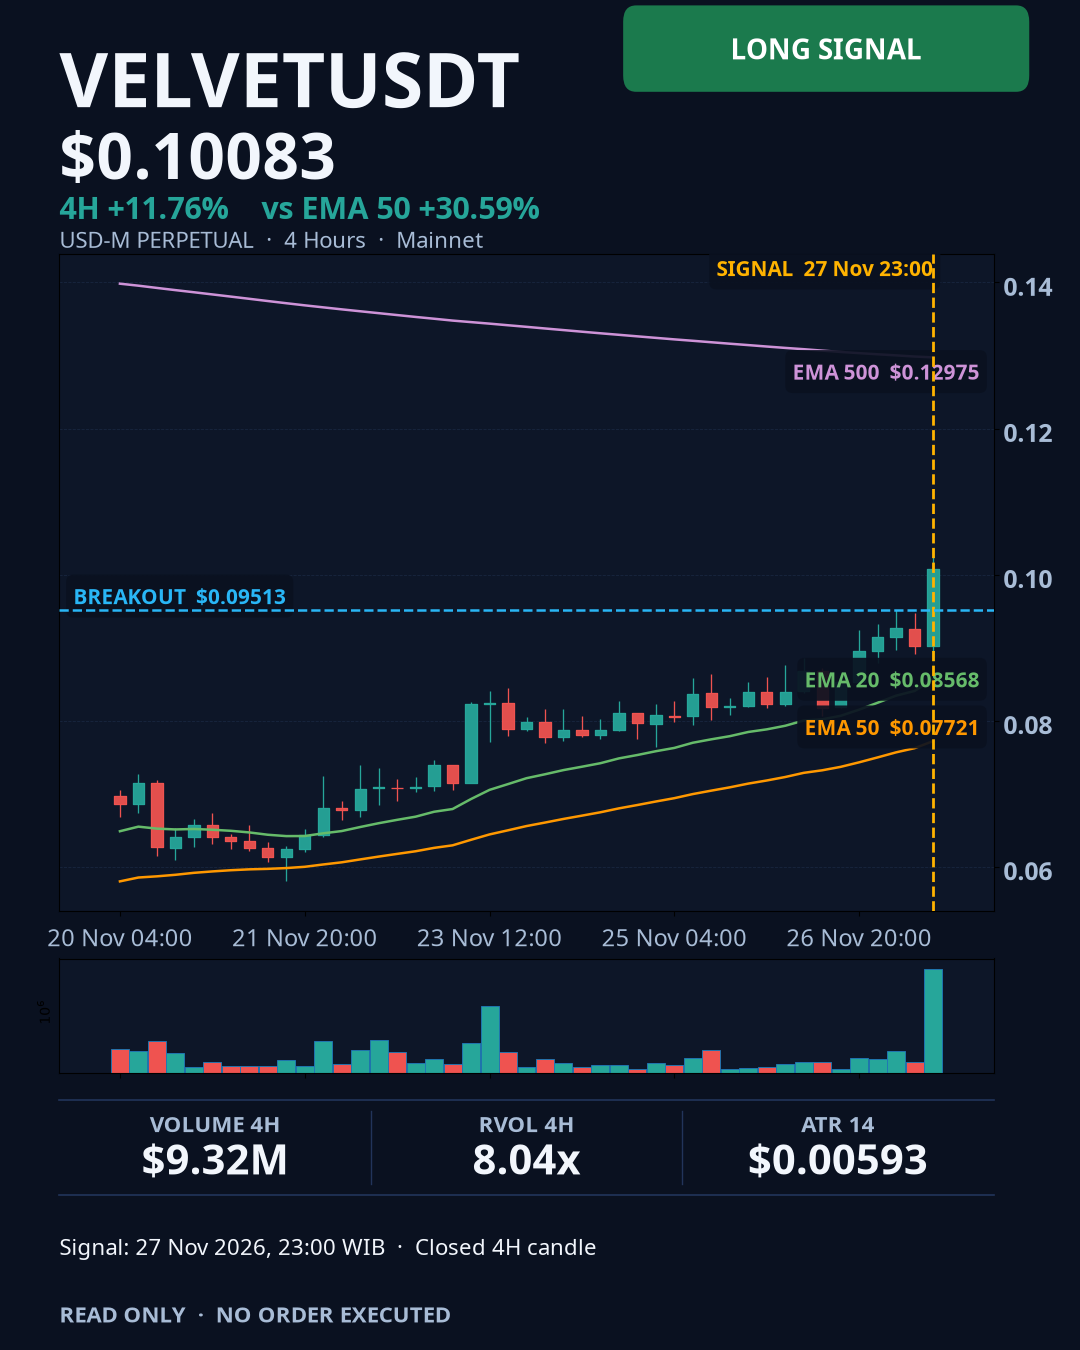 LONG SIGNAL
VELVETUSDT
$0.10083
4H +11.76% vs EMA 50 +30.59%
USD-M PERPETUAL · 4 Hours · Mainnet
SIGNAL 27 Nov 23:00
0.14
EMA 500 $0.12975
0.12
0.10
BREAKOUT $0.09513
EMA 20 $0.08568
0.08
EMA 50 $0.07721
0.06
20 Nov 04:00 21 Nov 20:00 23 Nov 12:00 25 Nov 04:00 26 Nov 20:00
10⁶
VOLUME 4H RVOL 4H ATR 14
$9.32M 8.04x $0.00593
Signal: 27 Nov 2026, 23:00 WIB · Closed 4H candle
READ ONLY · NO ORDER EXECUTED